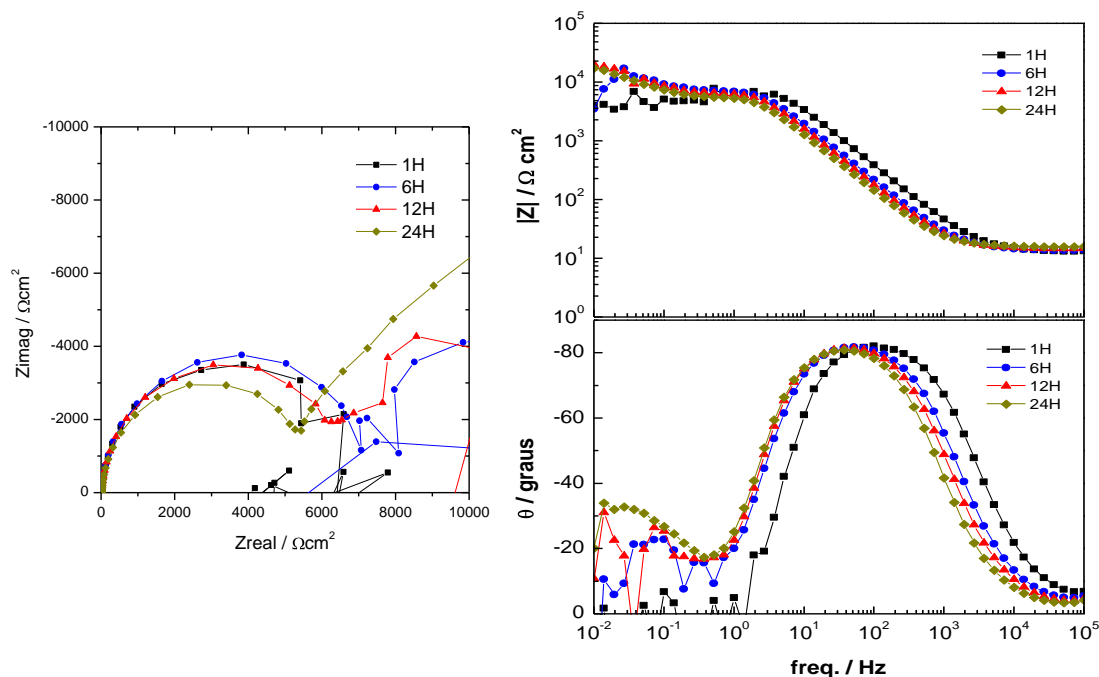 -10000
-8000
-6000
-4000
-2000
0
0 2000 4000 6000 8000 10000
Zimag / Ωcm²
Zreal / Ωcm²
1H
6H
12H
24H
10⁵
10⁴
10³
10²
10¹
10⁰
|Z| / Ω cm²
1H
6H
12H
24H
-80
-60
-40
-20
0
θ / graus
1H
6H
12H
24H
10⁻² 10⁻¹ 10⁰ 10¹ 10² 10³ 10⁴ 10⁵
freq. / Hz